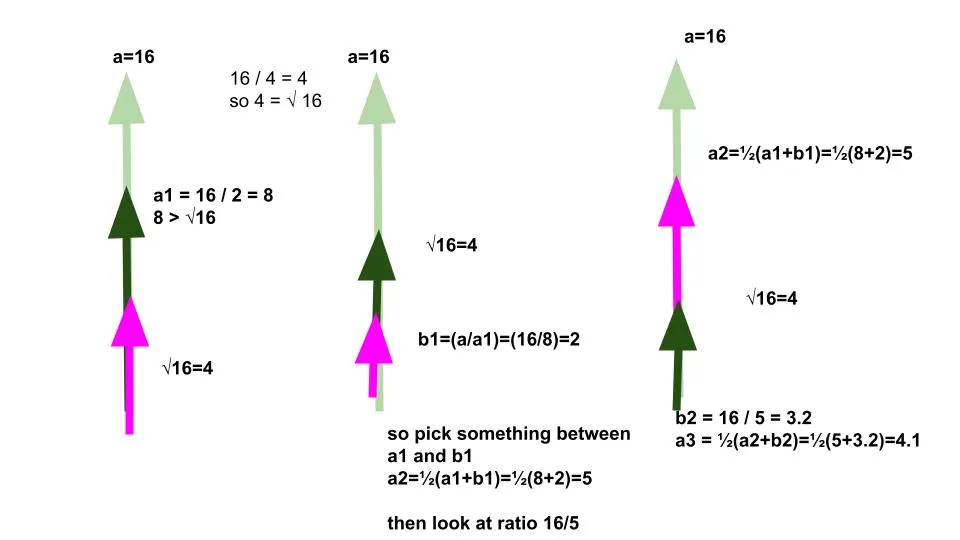 a=16
a1 = 16 / 2 = 8
8 > √16
√16=4
16 / 4 = 4
so 4 = √ 16
a=16
√16=4
b1=(a/a1)=(16/8)=2
so pick something between
a1 and b1
a2=½(a1+b1)=½(8+2)=5
then look at ratio 16/5
a=16
a2=½(a1+b1)=½(8+2)=5
√16=4
b2 = 16 / 5 = 3.2
a3 = ½(a2+b2)=½(5+3.2)=4.1